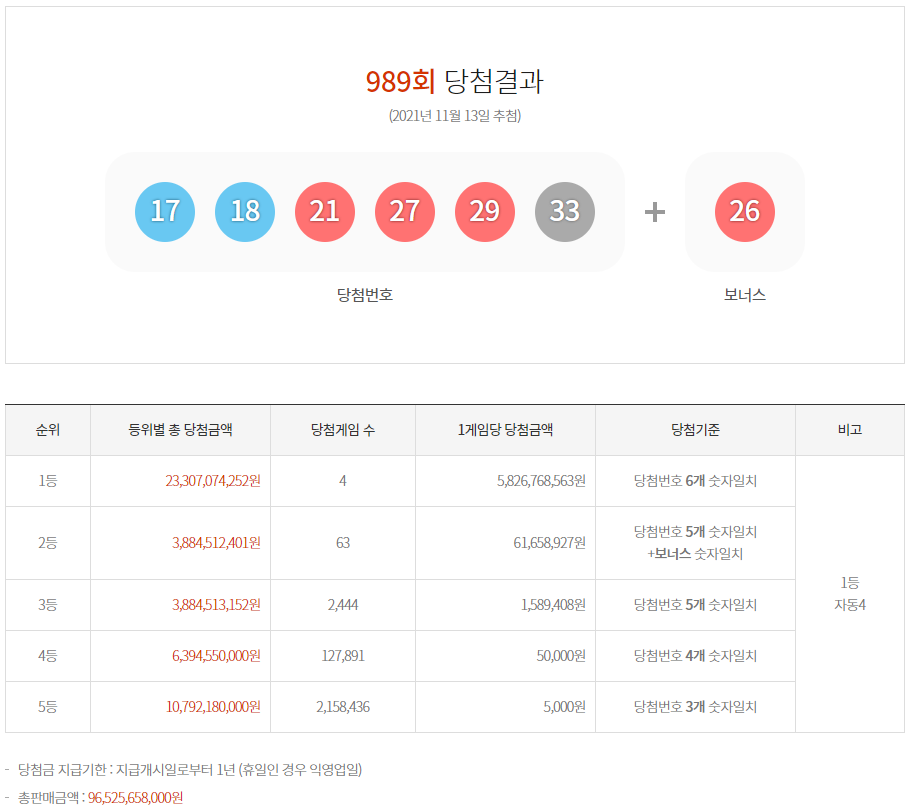 989회 당첨결과
(2021년 11월 13일 추첨)
17 18 21 27 29 33 + 26
당첨번호 보너스
순위 등위별 총 당첨금액 당첨게임 수 1게임당 당첨금액 당첨기준 비고
1등 23,307,074,252원 4 5,826,768,563원 당첨번호 6개 숫자일치
2등 3,884,512,401원 63 61,658,927원 당첨번호 5개 숫자일치
+보너스 숫자일치
1등
자동4
3등 3,884,513,152원 2,444 1,589,408원 당첨번호 5개 숫자일치
4등 6,394,550,000원 127,891 50,000원 당첨번호 4개 숫자일치
5등 10,792,180,000원 2,158,436 5,000원 당첨번호 3개 숫자일치
- 당첨금 지급기한 : 지급개시일로부터 1년 (휴일인 경우 익영업일)
- 총판매금액 : 96,525,658,000원